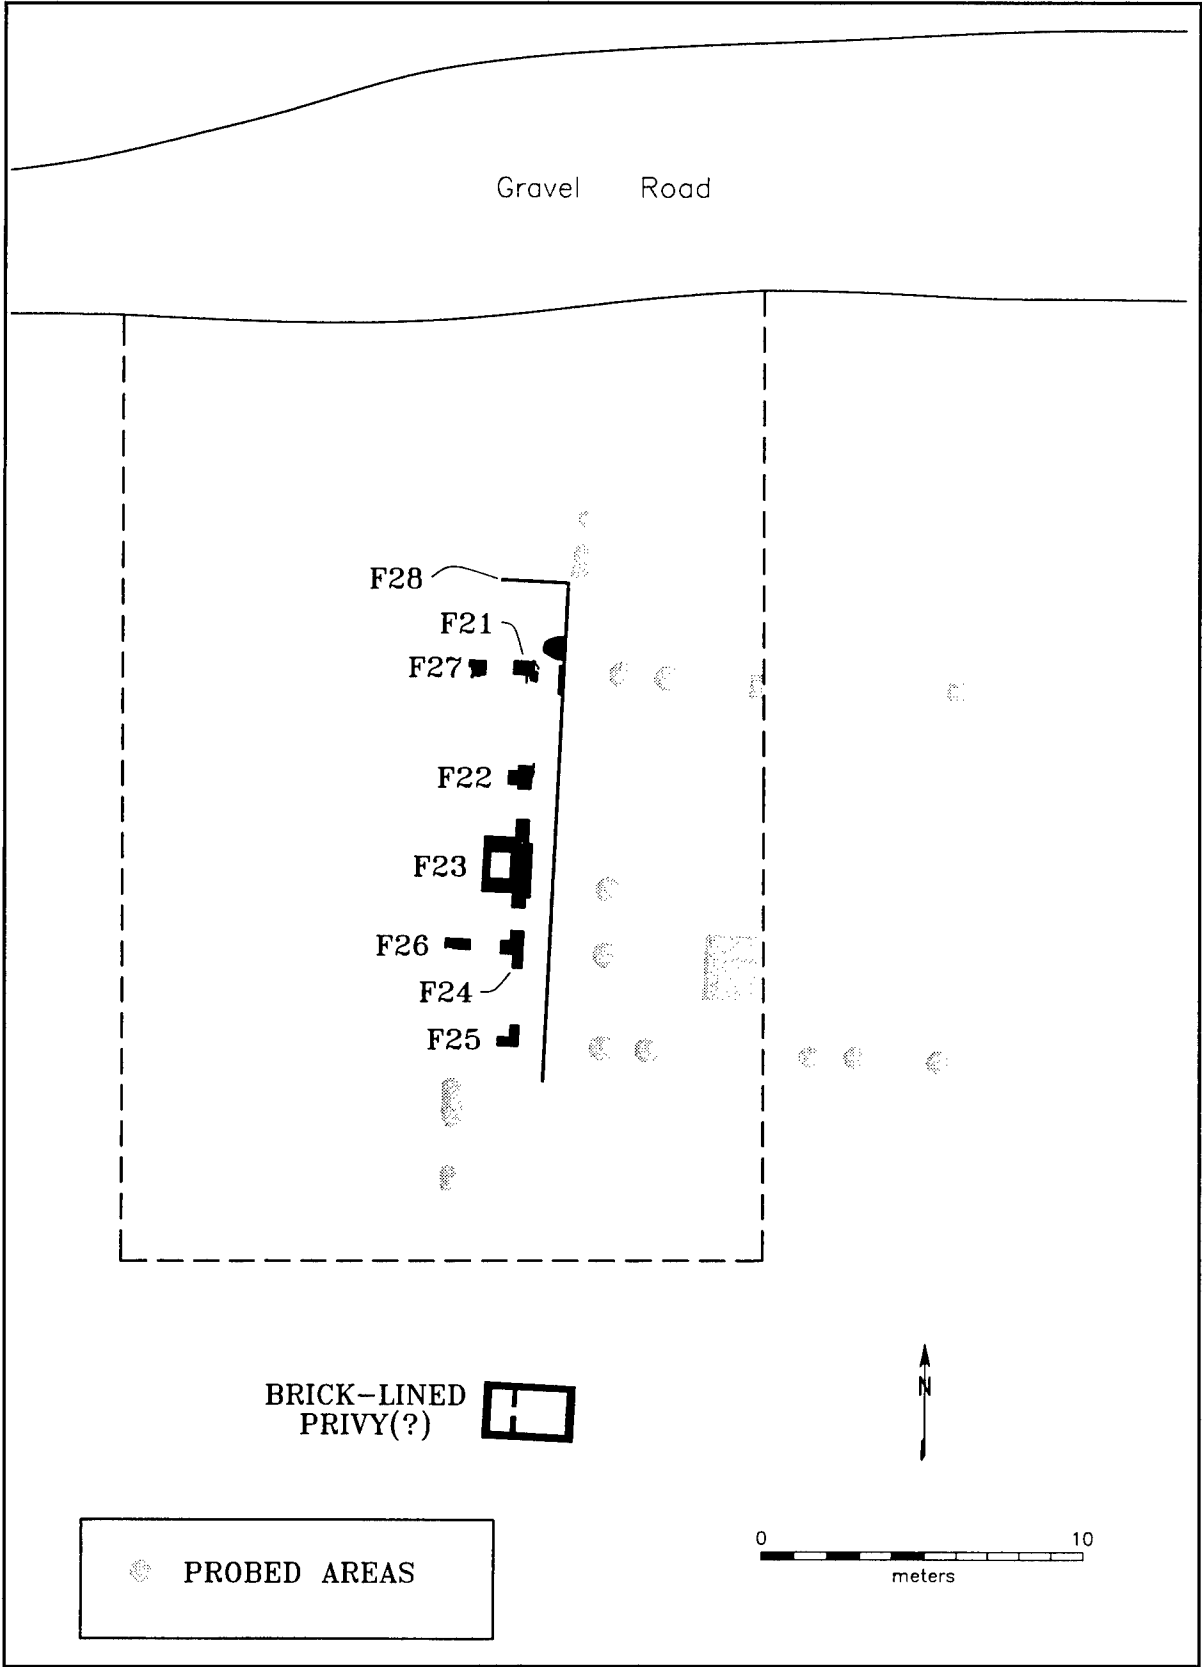 Gravel Road
F28
F21
F27
F22
F23
F26
F24
F25
BRICK-LINED
PRIVY(?)
N
0 10
meters
PROBED AREAS